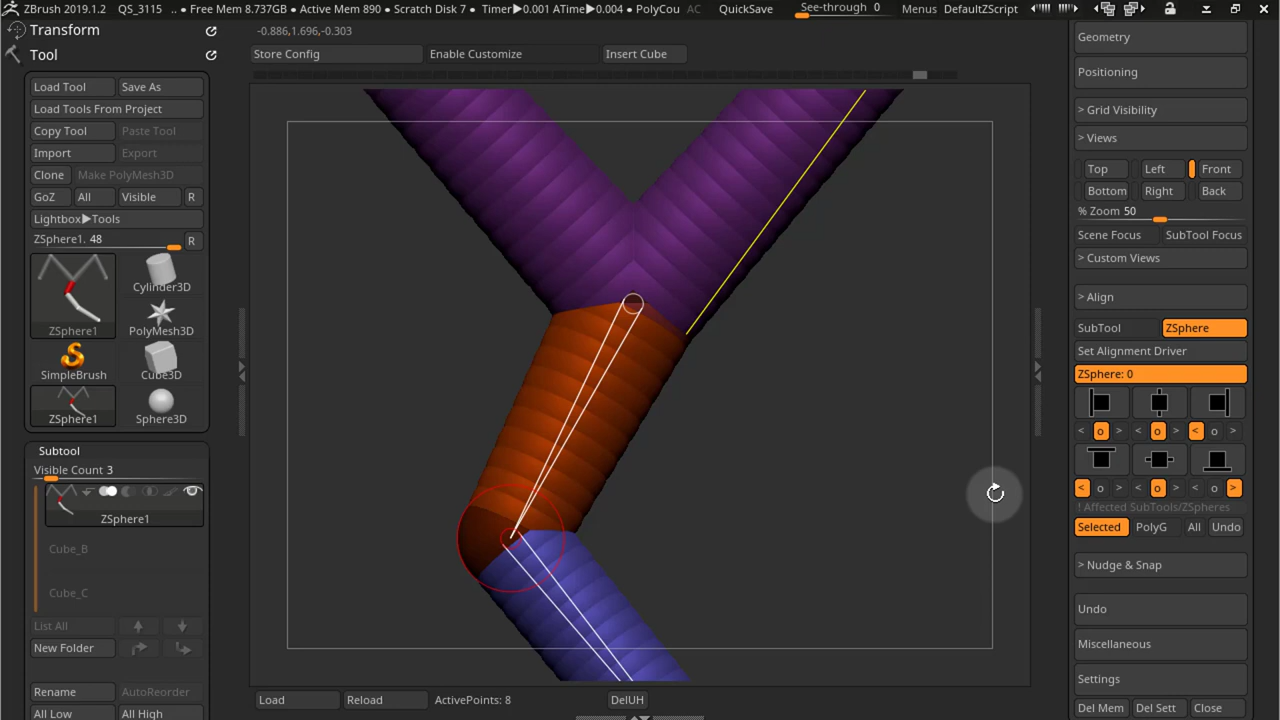 ZBrush 2019.1.2 QS_3115 .. • Free Mem 8.737GB • Active Mem 890 • Scratch Disk 7 • Timer▶0.001 ATime▶0.004 • PolyCou AC QuickSave See-through 0 Menus DefaultZScript
Transform
Tool
Load Tool Save As
Load Tools From Project
Copy Tool Paste Tool
Import Export
Clone Make PolyMesh3D
GoZ All Visible R
Lightbox▶Tools
ZSphere1. 48 R
Cylinder3D
ZSphere1 PolyMesh3D
SimpleBrush Cube3D
ZSphere1 Sphere3D
Subtool
Visible Count 3
ZSphere1
Cube_B
Cube_C
List All
New Folder
Rename AutoReorder
All Low All High
-0.886,1.696,-0.303
Store Config Enable Customize Insert Cube
Load Reload ActivePoints: 8 DelUH
Geometry
Positioning
> Grid Visibility
> Views
Top Left Front
Bottom Right Back
% Zoom 50
Scene Focus SubTool Focus
> Custom Views
> Align
SubTool ZSphere
Set Alignment Driver
ZSphere: 0
< o > < o > < o >
< o > < o > < o >
! Affected SubTools/ZSpheres
Selected PolyG All Undo
> Nudge & Snap
Undo
Miscellaneous
Settings
Del Mem Del Sett Close